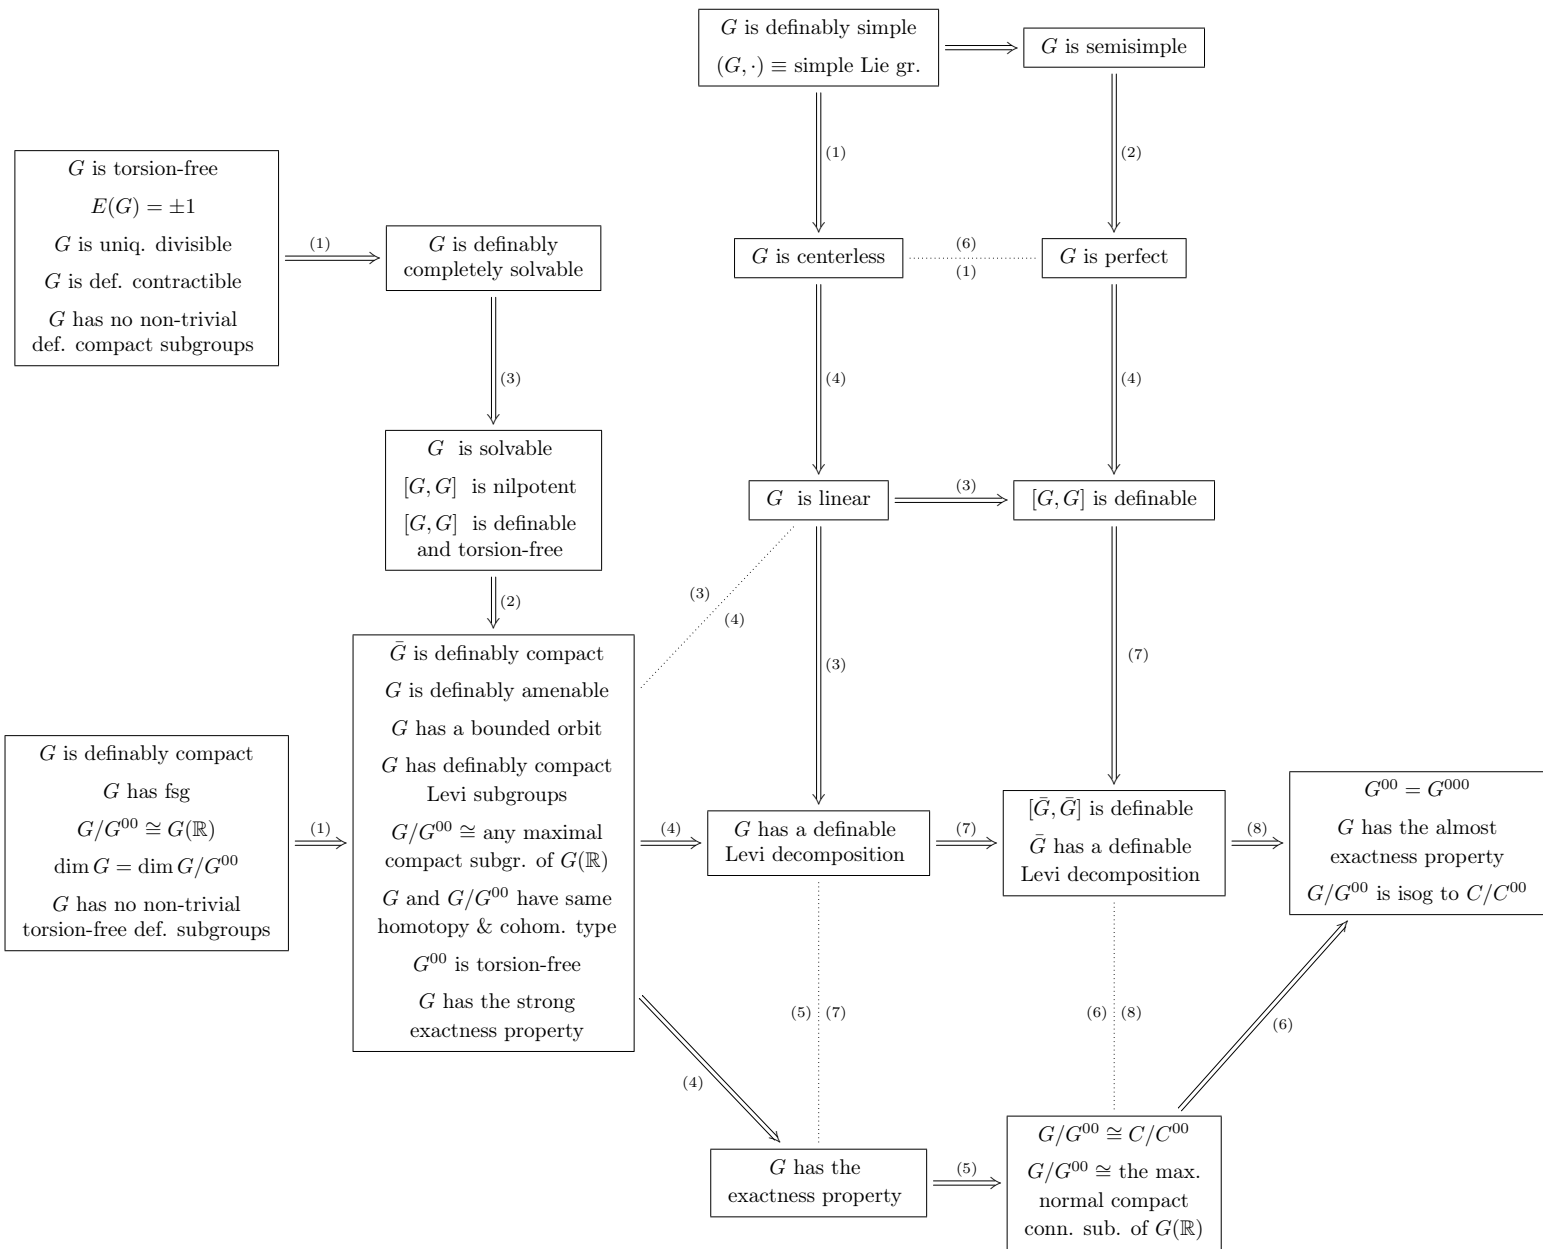 G is definably simple
(G, ·) ≡ simple Lie gr.
G is semisimple
(1)
(2)
G is torsion-free
E(G) = ±1
G is uniq. divisible
G is def. contractible
G has no non-trivial
def. compact subgroups
(1)
G is definably
completely solvable
G is centerless
(6)
(1)
G is perfect
(3)
(4)
(4)
G is solvable
[G, G] is nilpotent
[G, G] is definable
and torsion-free
G is linear
(3)
[G, G] is definable
(2)
(3)
(4)
(3)
(7)
Ḡ is definably compact
G is definably amenable
G has a bounded orbit
G has definably compact
Levi subgroups
G/G⁰⁰ ≅ any maximal
compact subgr. of G(ℝ)
G and G/G⁰⁰ have same
homotopy & cohom. type
G⁰⁰ is torsion-free
G has the strong
exactness property
G is definably compact
G has fsg
G/G⁰⁰ ≅ G(ℝ)
dim G = dim G/G⁰⁰
G has no non-trivial
torsion-free def. subgroups
(1)
(4)
G has a definable
Levi decomposition
(7)
[Ḡ, Ḡ] is definable
Ḡ has a definable
Levi decomposition
(8)
G⁰⁰ = G⁰⁰⁰
G has the almost
exactness property
G/G⁰⁰ is isog to C/C⁰⁰
(5)
(7)
(6)
(8)
(6)
(4)
G has the
exactness property
(5)
G/G⁰⁰ ≅ C/C⁰⁰
G/G⁰⁰ ≅ the max.
normal compact
conn. sub. of G(ℝ)